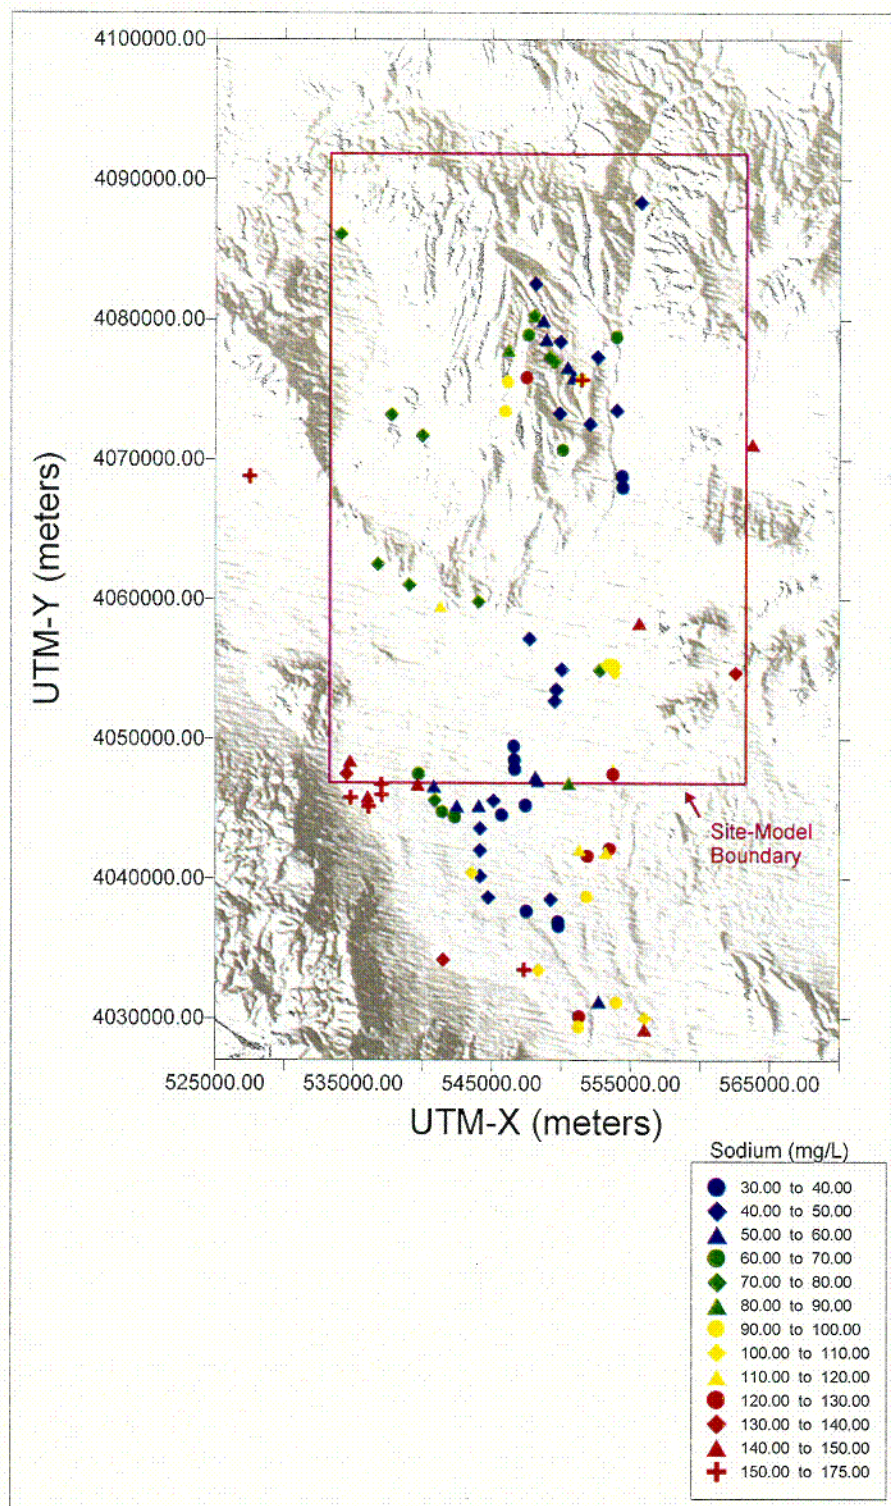 4100000.00
4090000.00
4080000.00
4070000.00
4060000.00
4050000.00
4040000.00
4030000.00
UTM-Y (meters)
Site-Model
Boundary
525000.00
535000.00
545000.00
555000.00
565000.00
UTM-X (meters)
Sodium (mg/L)
30.00 to 40.00
40.00 to 50.00
50.00 to 60.00
60.00 to 70.00
70.00 to 80.00
80.00 to 90.00
90.00 to 100.00
100.00 to 110.00
110.00 to 120.00
120.00 to 130.00
130.00 to 140.00
140.00 to 150.00
150.00 to 175.00